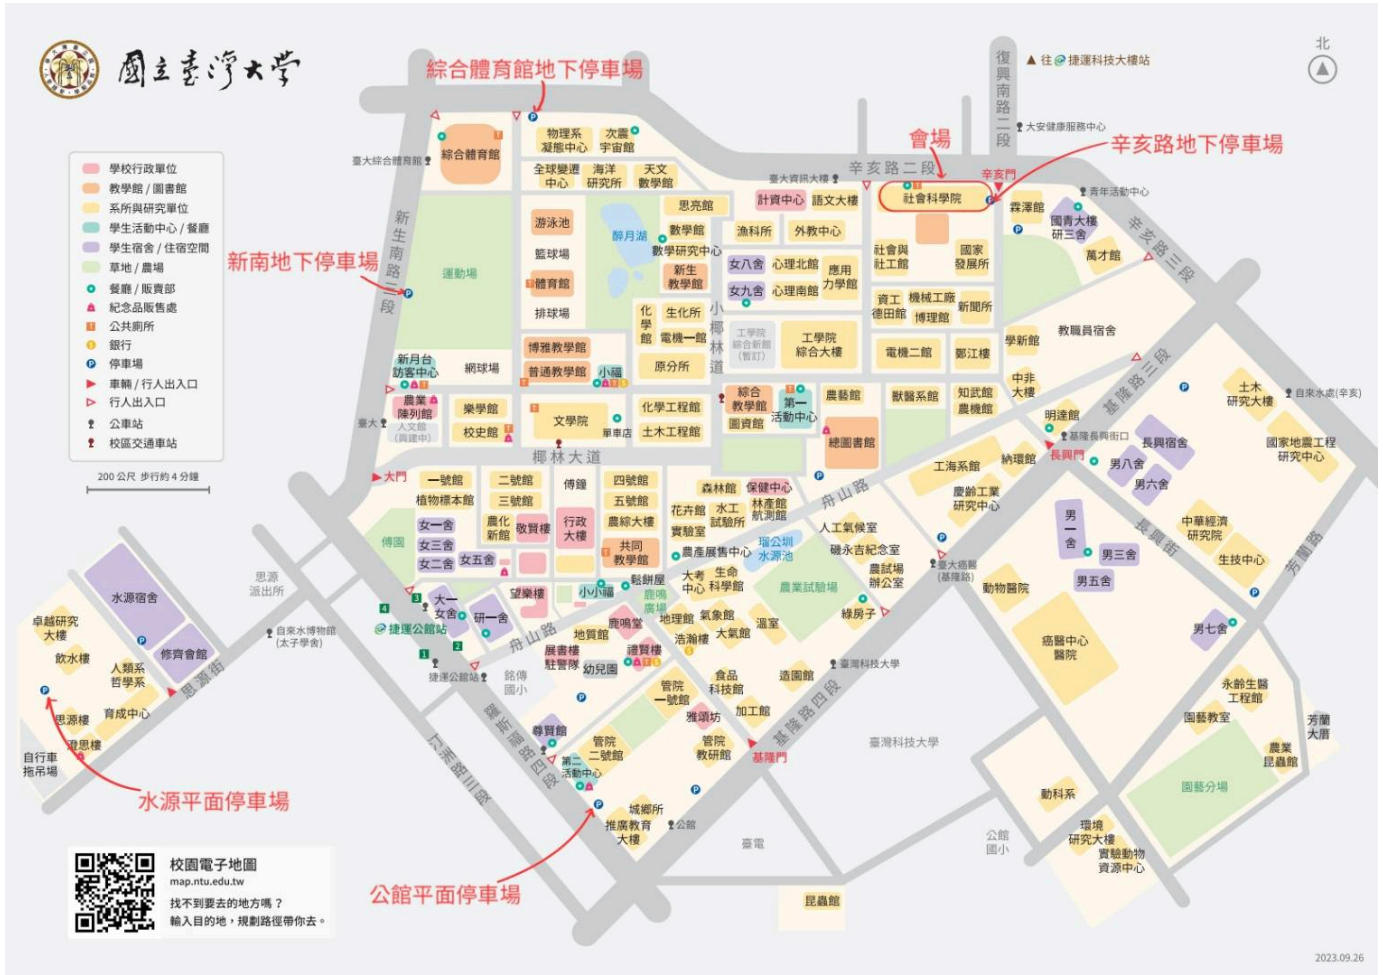 國立臺灣大學
綜合體育館地下停車場
復興南路二段
往捷運科技大樓站
北
大安健康服務中心
學校行政單位
教學館 / 圖書館
系所與研究單位
學生活動中心 / 餐廳
學生宿舍 / 住宿空間
草地 / 農場
餐廳 / 販賣部
紀念品販售處
公共廁所
銀行
停車場
車輛 / 行人出入口
行人出入口
公車站
校區交通車站
200 公尺 步行約 4 分鐘
臺大綜合體育館
綜合體育館
物理系
凝態中心
次震
宇宙館
全球變遷
中心
海洋
研究所
天文
數學館
辛亥路二段
會場
辛亥路地下停車場
臺大資訊大樓
辛亥門
社會科學院
青年活動中心
新生南路三段
新南地下停車場
運動場
游泳池
籃球場
體育館
排球場
醉月湖
思亮館
數學館
數學研究中心
新生
教學館
計資中心
語文大樓
漁科所
外教中心
女八舍
心理北館
女九舍
心理南館
應用
力學館
社會與
社工館
國家
發展所
霖澤館
國青大樓
研三舍
萬才館
辛亥路三段
化
學
館
生化所
電機一館
小椰林道
工學院
綜合新館
(暫訂)
工學院
綜合大樓
資工
德田館
機械工廠
博理館
新聞所
電機二館
鄭江樓
學新館
教職員宿舍
基隆路三段
新月台
訪客中心
網球場
博雅教學館
普通教學館
小福
原分所
農業
陳列館
人文館
(興建中)
臺大
樂學館
校史館
文學院
單車店
化學工程館
土木工程館
綜合
教學館
圖資館
第一
活動中心
農藝館
總圖書館
獸醫系館
知武館
農機館
中非
大樓
明達館
基隆長興街口
長興門
土木
研究大樓
自來水處(辛亥)
國家地震工程
研究中心
長興宿舍
男八舍
男六舍
大門
椰林大道
一號館
植物標本館
二號館
三號館
傅鐘
四號館
五號館
農化
新館
敬賢樓
行政
大樓
農綜大樓
共同
教學館
森林館
保健中心
花卉館
水工
試驗所
林產館
航測館
實驗室
舟山路
工海系館
納環館
慶齡工業
研究中心
人工氣候室
磯永吉紀念室
農產展售中心
瑠公圳
水源池
農試場
辦公室
傅園
女一舍
女三舍
女二舍
女五舍
大一
女舍
研一舍
望樂樓
小小福
鬆餅屋
鹿鳴
廣場
大考
中心
生命
科學館
農業試驗場
綠房子
臺大癌醫
(基隆路)
動物醫院
男一舍
男三舍
男五舍
長興街
中華經濟
研究院
生技中心
芳蘭路
男七舍
癌醫中心
醫院
思源
派出所
水源宿舍
卓越研究
大樓
飲水樓
人類系
哲學系
修齊會館
自來水博物館
(太子學舍)
思源街
思源樓
育成中心
澄思樓
自行車
拖吊場
水源平面停車場
4
3
捷運公館站
2
1
捷運公館站
銘傳
國小
舟山路
地質館
鹿鳴堂
展書樓
駐警隊
禮賢樓
幼兒園
地理館
氣象館
浩瀚樓
大氣館
溫室
食品
科技館
造園館
加工館
臺灣科技大學
基隆路四段
臺灣科技大學
管院
一號館
雅頌坊
管院
教研館
基隆門
羅斯福路四段
汀洲路三段
尊賢館
管院
二號館
第二
活動中心
城鄉所
推廣教育
大樓
公館
公館平面停車場
臺電
公館
國小
昆蟲館
永齡生醫
工程館
園藝教室
芳蘭
大厝
農業
昆蟲館
園藝分場
動科系
環境
研究大樓
實驗動物
資源中心
校園電子地圖
map.ntu.edu.tw
找不到要去的地方嗎？
輸入目的地，規劃路徑帶你去。
2023.09.26